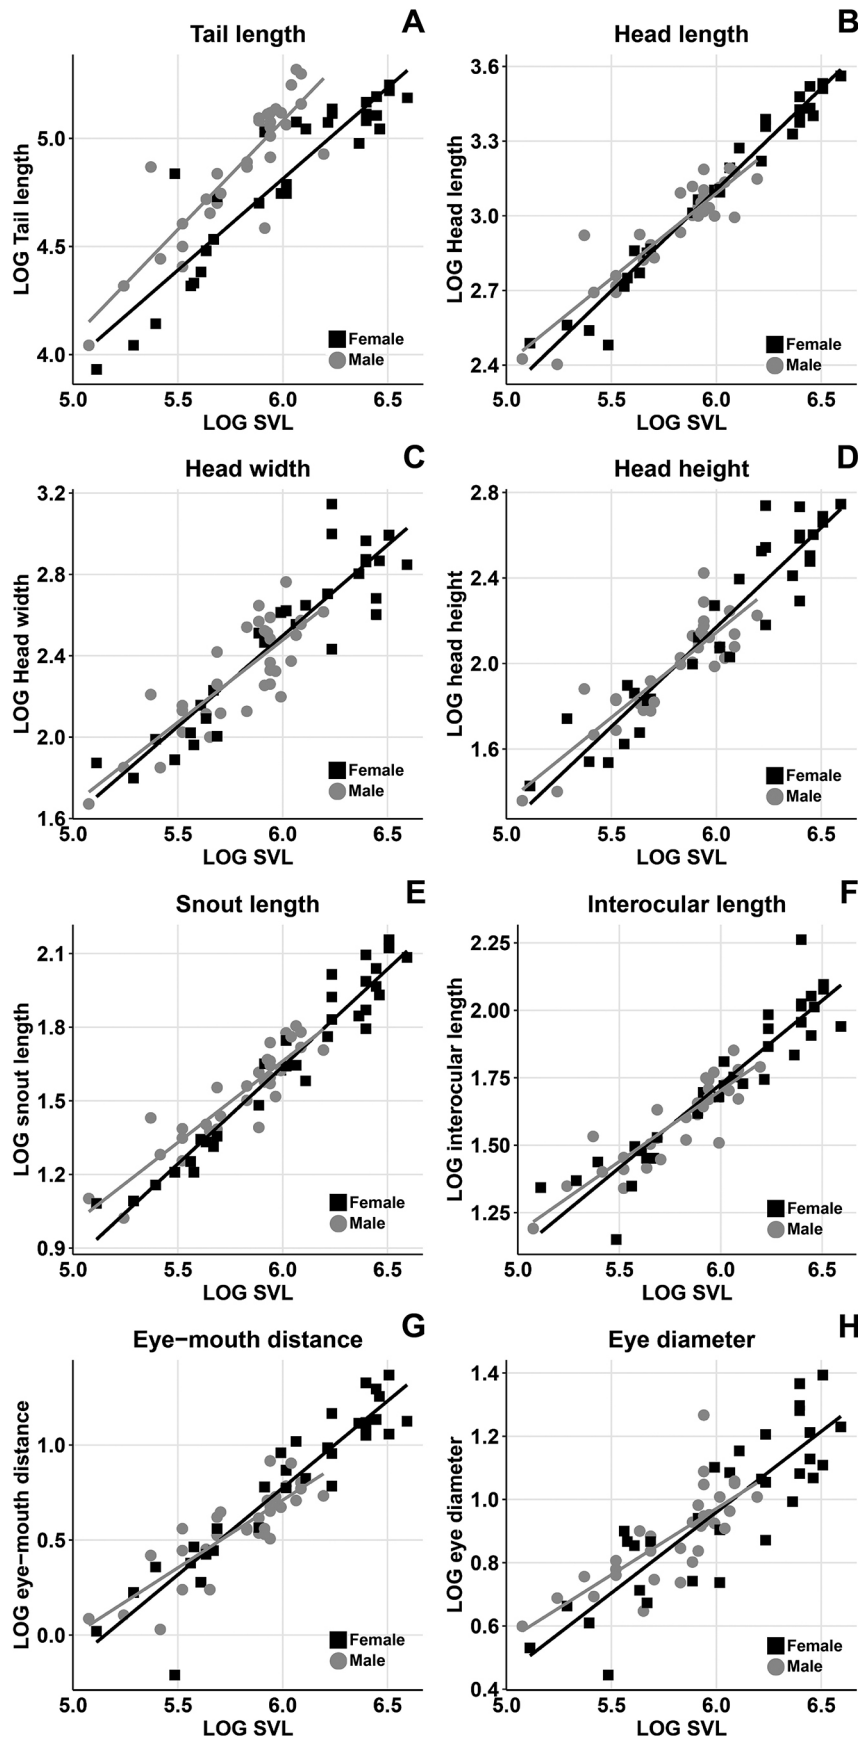 A
Tail length
LOG Tail length
5.0
4.5
4.0
Female
Male
5.0 5.5 6.0 6.5
LOG SVL
B
Head length
LOG Head length
3.6
3.3
3.0
2.7
2.4
Female
Male
5.0 5.5 6.0 6.5
LOG SVL
C
Head width
LOG Head width
3.2
2.8
2.4
2.0
1.6
Female
Male
5.0 5.5 6.0 6.5
LOG SVL
D
Head height
LOG head height
2.8
2.4
2.0
1.6
Female
Male
5.0 5.5 6.0 6.5
LOG SVL
E
Snout length
LOG snout length
2.1
1.8
1.5
1.2
0.9
Female
Male
5.0 5.5 6.0 6.5
LOG SVL
F
Interocular length
LOG interocular length
2.25
2.00
1.75
1.50
1.25
Female
Male
5.0 5.5 6.0 6.5
LOG SVL
G
Eye−mouth distance
LOG eye−mouth distance
1.0
0.5
0.0
Female
Male
5.0 5.5 6.0 6.5
LOG SVL
H
Eye diameter
LOG eye diameter
1.4
1.2
1.0
0.8
0.6
0.4
Female
Male
5.0 5.5 6.0 6.5
LOG SVL